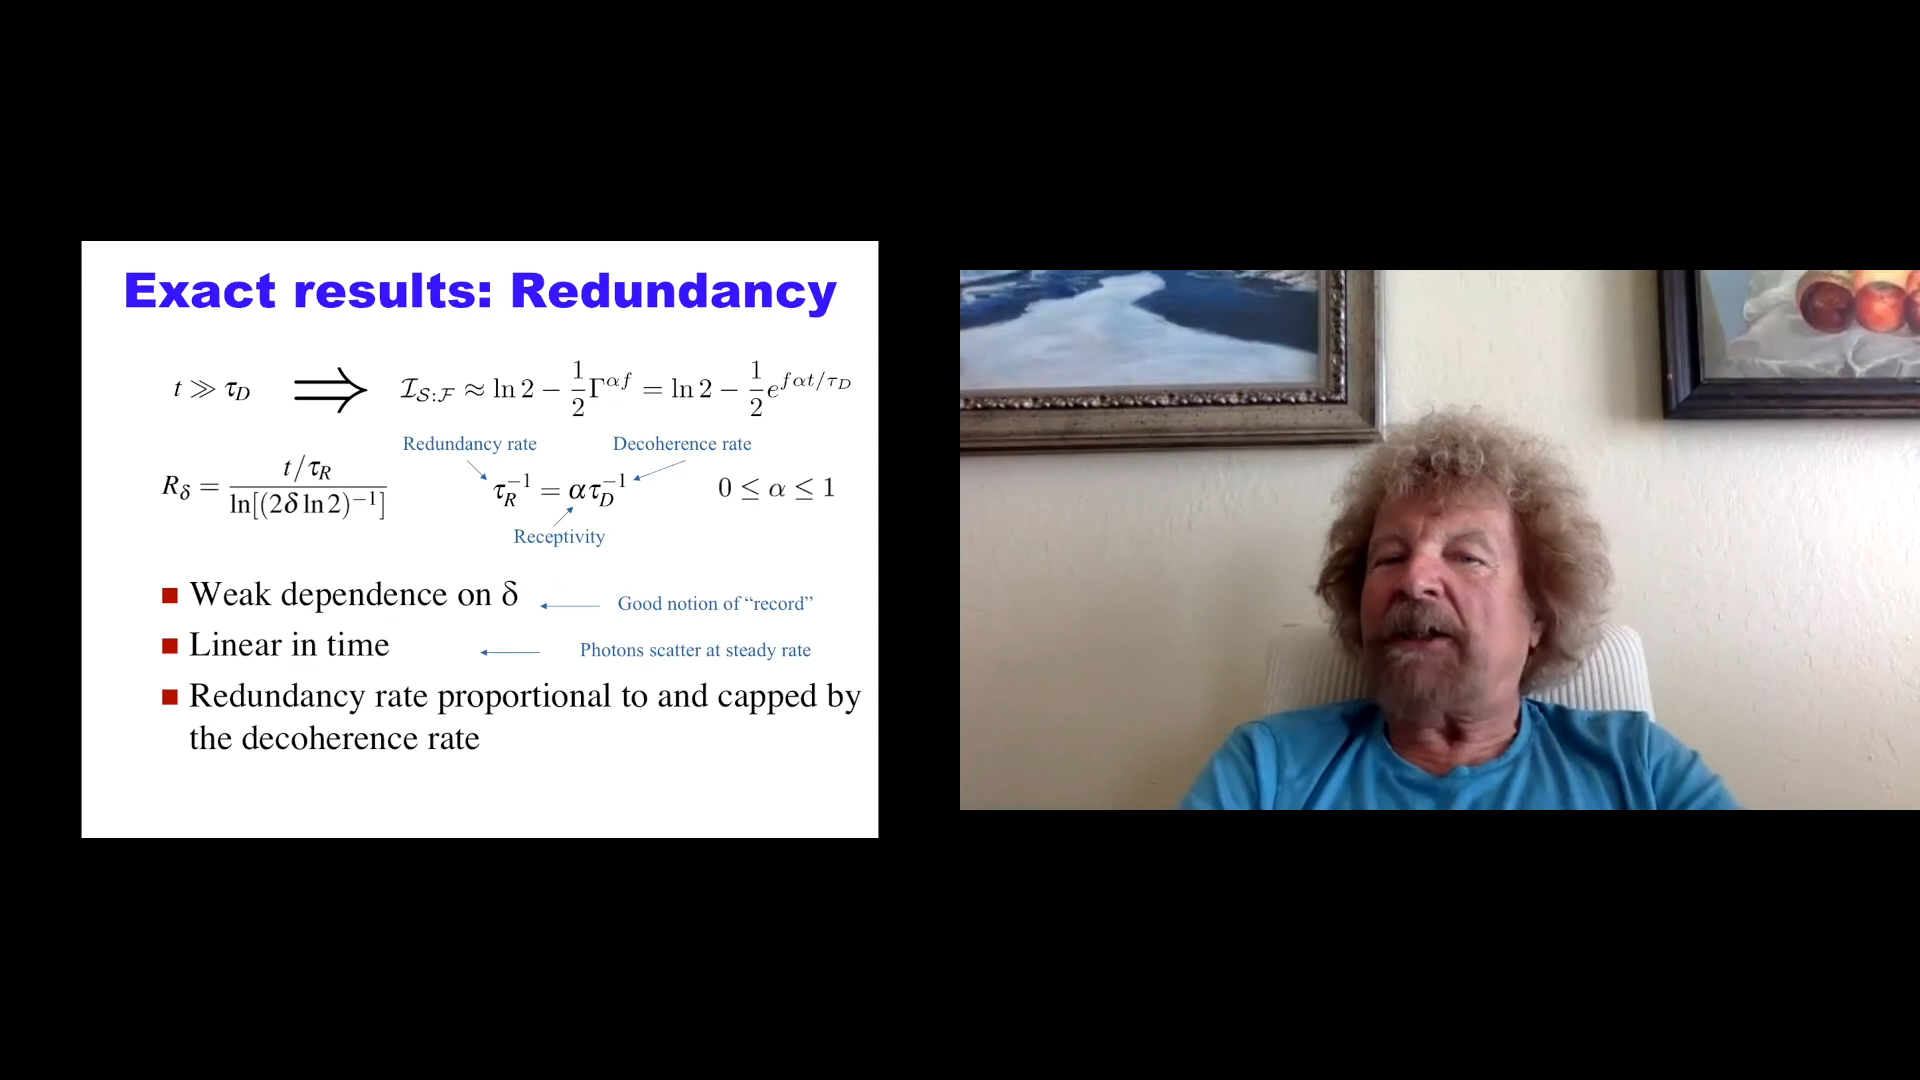 Exact results: Redundancy
t ≫ τ_D ⟹ I_{S:F} ≈ ln 2 − 1/2 Γ^{αf} = ln 2 − 1/2 e^{fαt/τ_D}
Redundancy rate Decoherence rate
R_δ = t/τ_R / ln[(2δ ln 2)^{−1}] τ_R^{−1} = ατ_D^{−1} 0 ≤ α ≤ 1
Receptivity
Weak dependence on δ Good notion of “record”
Linear in time Photons scatter at steady rate
Redundancy rate proportional to and capped by
the decoherence rate